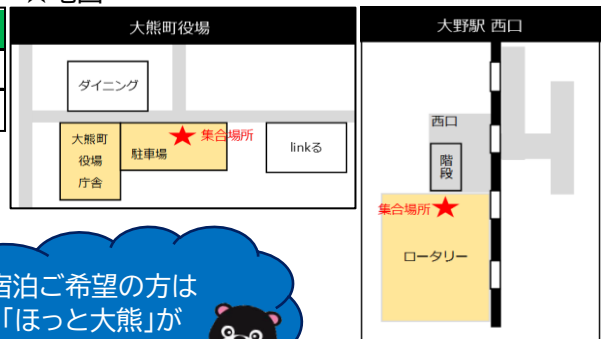 大熊町役場
ダイニング
大熊町
役場
庁舎
駐車場
集合場所
linkる
大野駅 西口
西口
階段
集合場所
ロータリー
宿泊ご希望の方は
「ほっと大熊」が